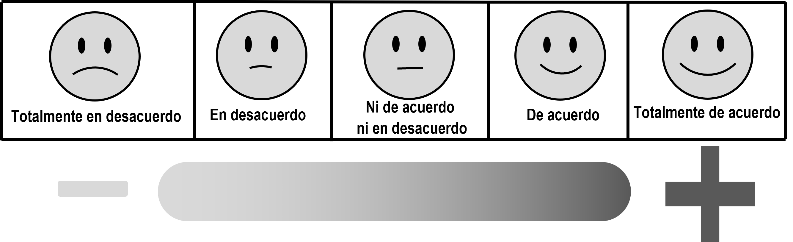 Totalmente en desacuerdo
En desacuerdo
Ni de acuerdo
ni en desacuerdo
De acuerdo
Totalmente de acuerdo